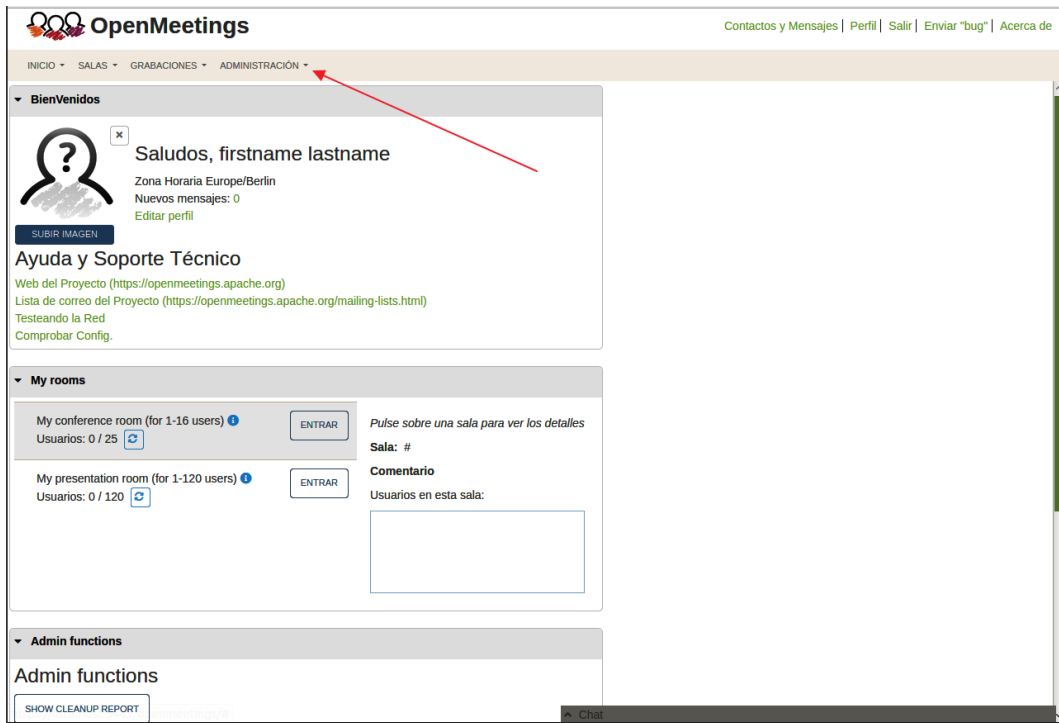 OpenMeetings
Contactos y Mensajes | Perfil | Salir | Enviar "bug" | Acerca de
INICIO SALAS GRABACIONES ADMINISTRACIÓN
BienVenidos
Saludos, firstname lastname
Zona Horaria Europe/Berlin
Nuevos mensajes: 0
Editar perfil
SUBIR IMAGEN
Ayuda y Soporte Técnico
Web del Proyecto (https://openmeetings.apache.org)
Lista de correo del Proyecto (https://openmeetings.apache.org/mailing-lists.html)
Testeando la Red
Comprobar Config.
My rooms
My conference room (for 1-16 users)
Usuarios: 0 / 25
ENTRAR
My presentation room (for 1-120 users)
Usuarios: 0 / 120
ENTRAR
Pulse sobre una sala para ver los detalles
Sala: #
Comentario
Usuarios en esta sala:
Admin functions
Admin functions
SHOW CLEANUP REPORT
Chat